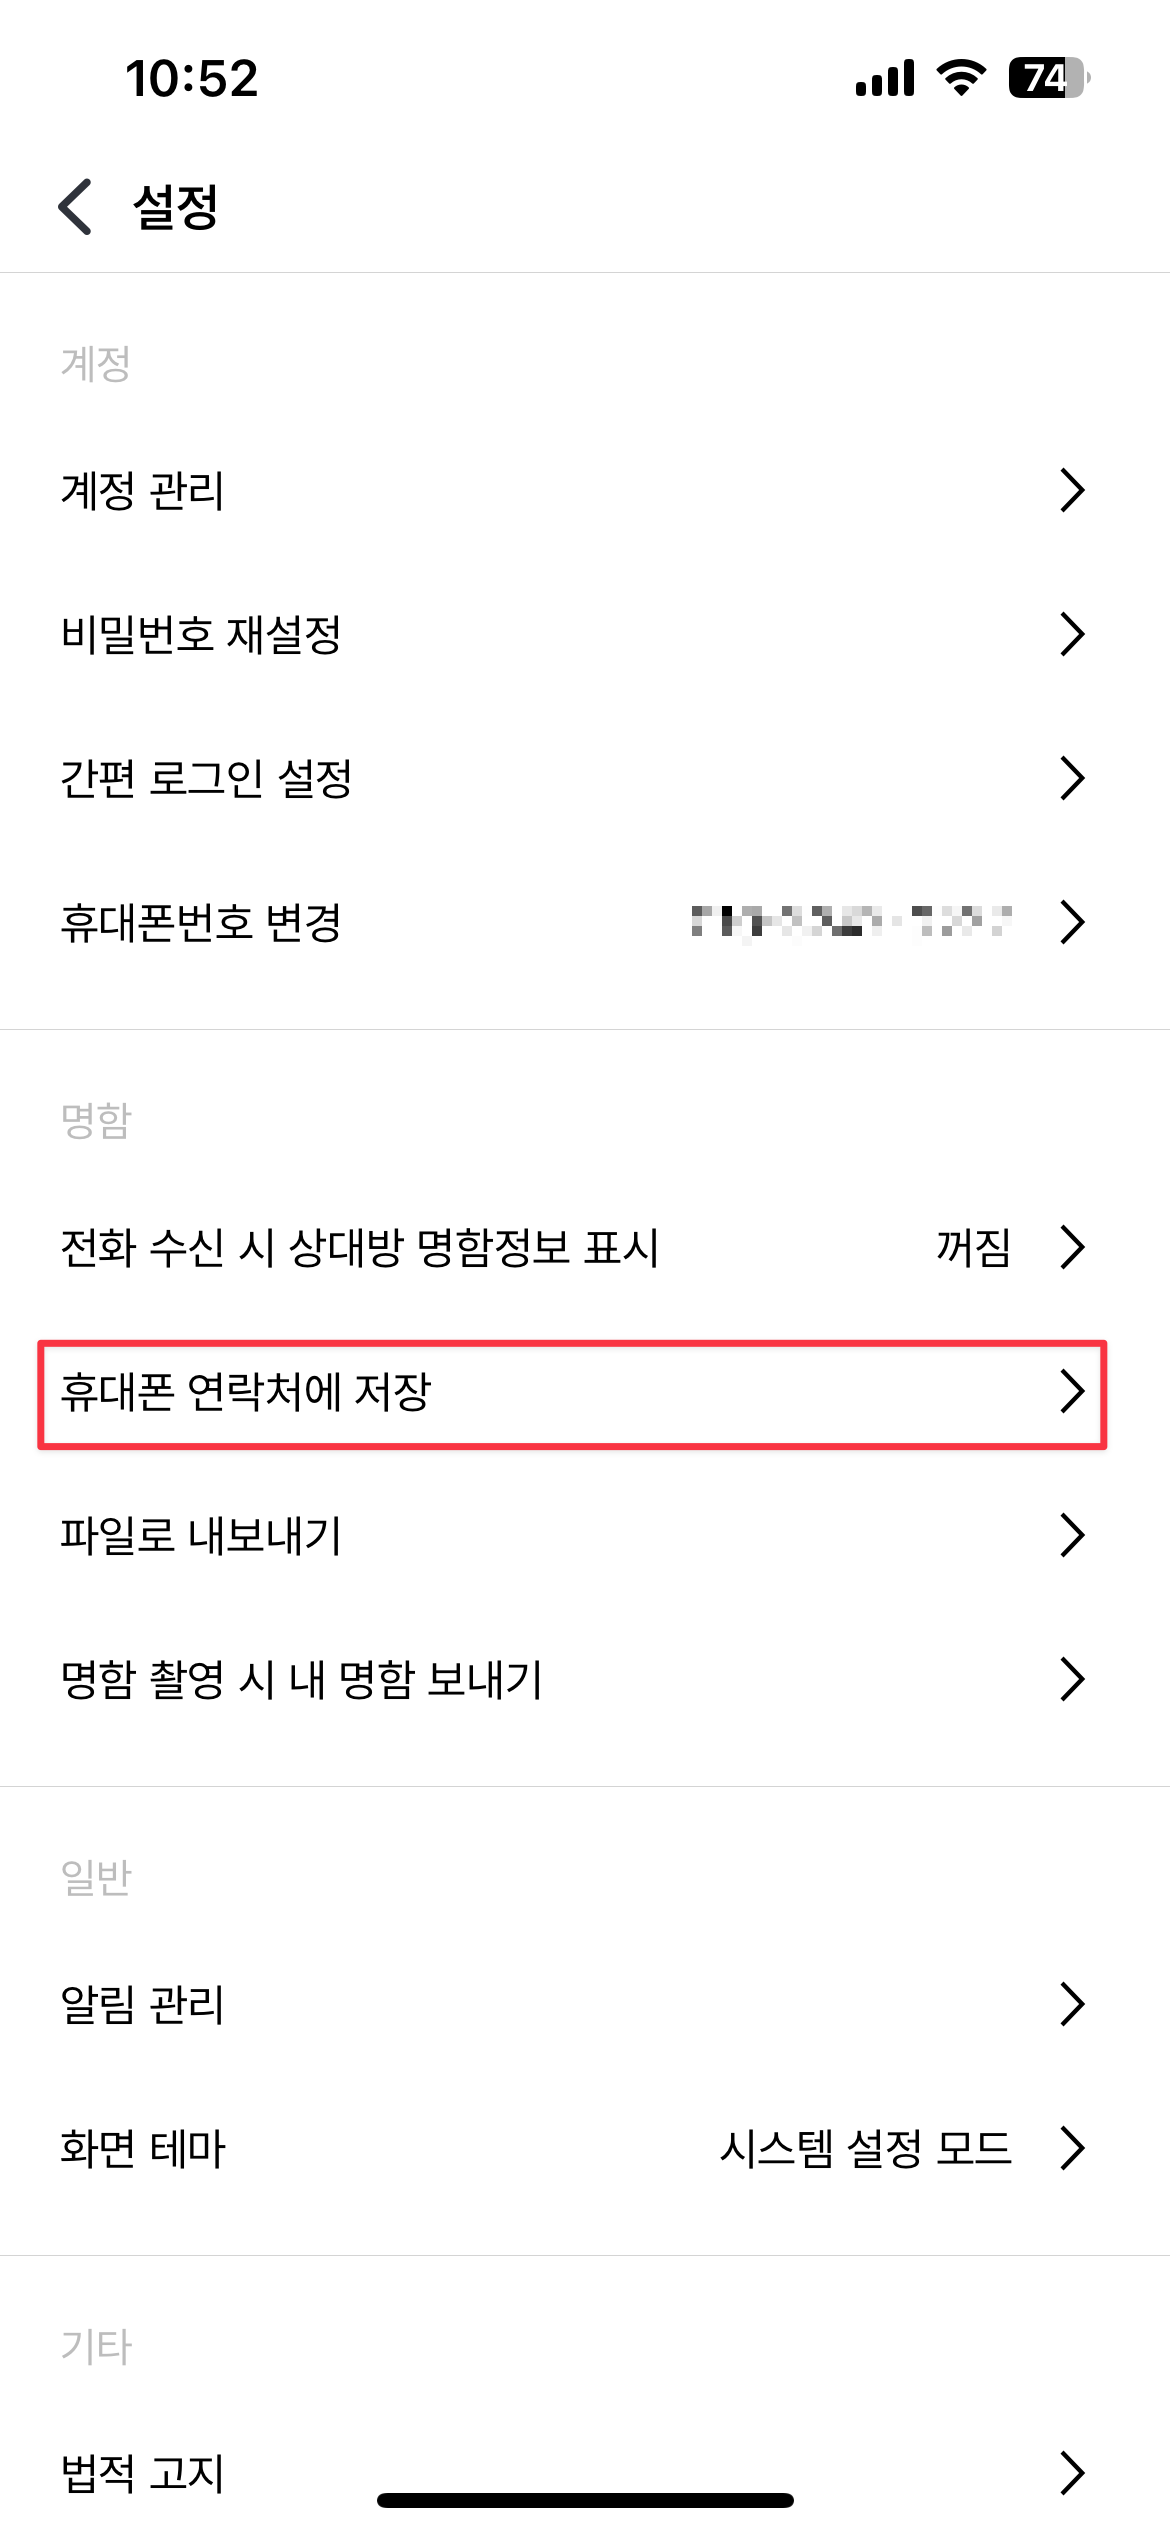 10:52
74
설정
계정
계정 관리
비밀번호 재설정
간편 로그인 설정
휴대폰번호 변경
명함
전화 수신 시 상대방 명함정보 표시 꺼짐
휴대폰 연락처에 저장
파일로 내보내기
명함 촬영 시 내 명함 보내기
일반
알림 관리
화면 테마 시스템 설정 모드
기타
법적 고지